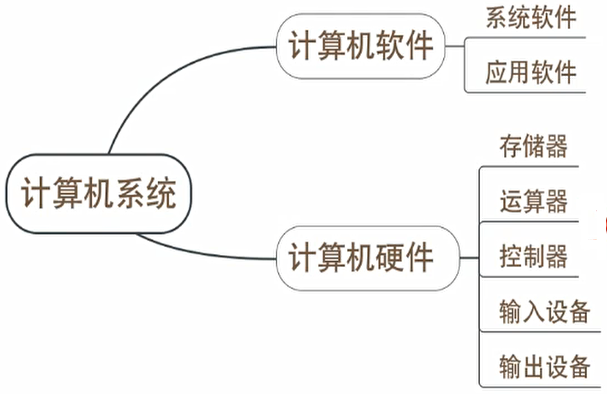 计算机系统
计算机软件
系统软件
应用软件
计算机硬件
存储器
运算器
控制器
输入设备
输出设备